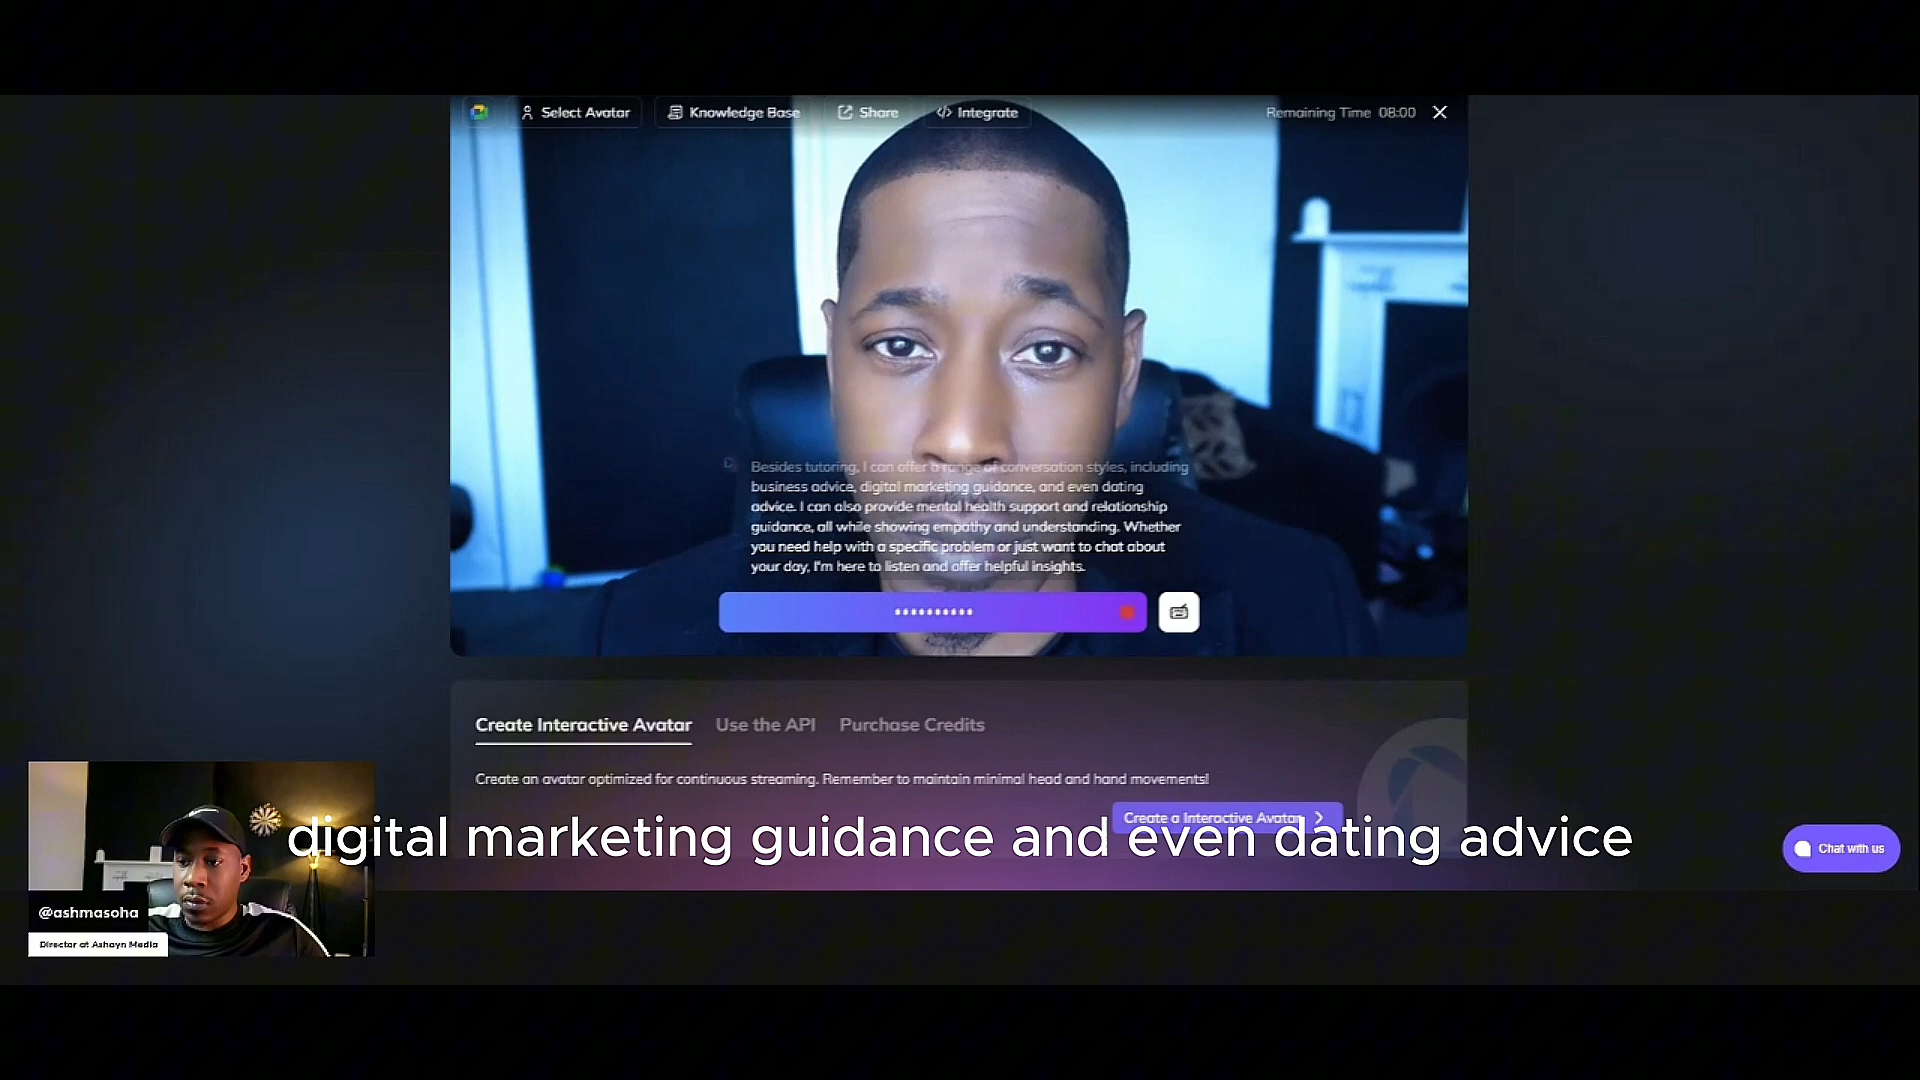 Select Avatar
Knowledge Base
Share
Integrate
Remaining Time 08:00
Besides tutoring, I can offer a range of conversation styles, including
business advice, digital marketing guidance, and even dating
advice. I can also provide mental health support and relationship
guidance, all while showing empathy and understanding. Whether
you need help with a specific problem or just want to chat about
your day, I'm here to listen and offer helpful insights.
Create Interactive Avatar
Use the API
Purchase Credits
Create an avatar optimized for continuous streaming. Remember to maintain minimal head and hand movements!
Create a Interactive Avatar
digital marketing guidance and even dating advice
Chat with us
@ashmasoha
Director at Ashayn Media